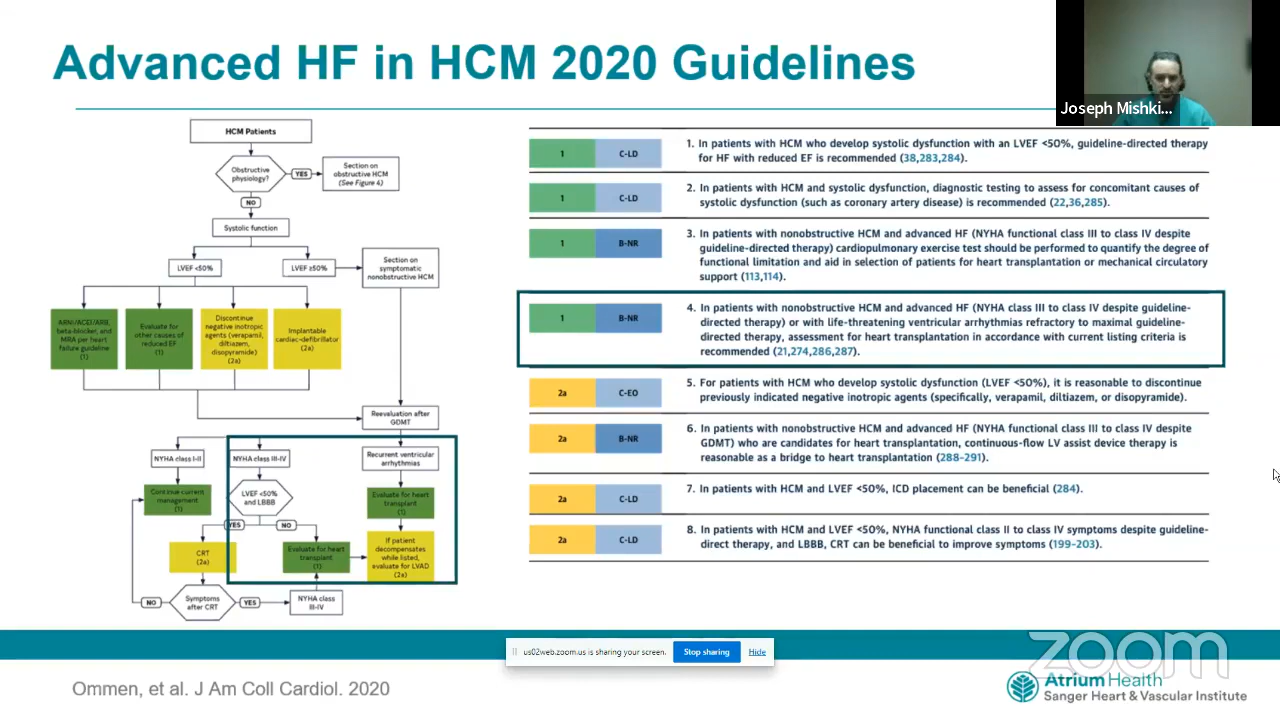 Advanced HF in HCM 2020 Guidelines
Joseph Mishki...
HCM Patients
Obstructive
physiology?
YES
Section on
obstructive HCM
(See Figure 4)
NO
Systolic function
LVEF <50%
LVEF ≥50%
Section on
symptomatic
nonobstructive HCM
ARNi/ACEi/ARB,
beta-blocker, and
MRA per heart
failure guideline
(1)
Evaluate for
other causes of
reduced EF
(1)
Discontinue
negative inotropic
agents (verapamil,
diltiazem,
disopyramide)
(2a)
Implantable
cardiac-defibrillator
(2a)
Reevaluation after
GDMT
NYHA class I-II
NYHA class III-IV
Recurrent ventricular
arrhythmias
Continue current
management
(1)
LVEF <50%
and LBBB
Evaluate for heart
transplant
(1)
YES
NO
CRT
(2a)
Evaluate for heart
transplant
(1)
If patient
decompensates
while listed,
evaluate for LVAD
(2a)
NO
Symptoms
after CRT
YES
NYHA class
III-IV
1 C-LD 1. In patients with HCM who develop systolic dysfunction with an LVEF <50%, guideline-directed therapy
for HF with reduced EF is recommended (38,283,284).
1 C-LD 2. In patients with HCM and systolic dysfunction, diagnostic testing to assess for concomitant causes of
systolic dysfunction (such as coronary artery disease) is recommended (22,36,285).
1 B-NR 3. In patients with nonobstructive HCM and advanced HF (NYHA functional class III to class IV despite
guideline-directed therapy) cardiopulmonary exercise test should be performed to quantify the degree of
functional limitation and aid in selection of patients for heart transplantation or mechanical circulatory
support (113,114).
1 B-NR 4. In patients with nonobstructive HCM and advanced HF (NYHA class III to class IV despite guideline-
directed therapy) or with life-threatening ventricular arrhythmias refractory to maximal guideline-
directed therapy, assessment for heart transplantation in accordance with current listing criteria is
recommended (21,274,286,287).
2a C-EO 5. For patients with HCM who develop systolic dysfunction (LVEF <50%), it is reasonable to discontinue
previously indicated negative inotropic agents (specifically, verapamil, diltiazem, or disopyramide).
2a B-NR 6. In patients with nonobstructive HCM and advanced HF (NYHA functional class III to class IV despite
GDMT) who are candidates for heart transplantation, continuous-flow LV assist device therapy is
reasonable as a bridge to heart transplantation (288–291).
2a C-LD 7. In patients with HCM and LVEF <50%, ICD placement can be beneficial (284).
2a C-LD 8. In patients with HCM and LVEF <50%, NYHA functional class II to class IV symptoms despite guideline-
direct therapy, and LBBB, CRT can be beneficial to improve symptoms (199–203).
us02web.zoom.us is sharing your screen. Stop sharing Hide
zoom
Ommen, et al. J Am Coll Cardiol. 2020
Atrium Health
Sanger Heart & Vascular Institute